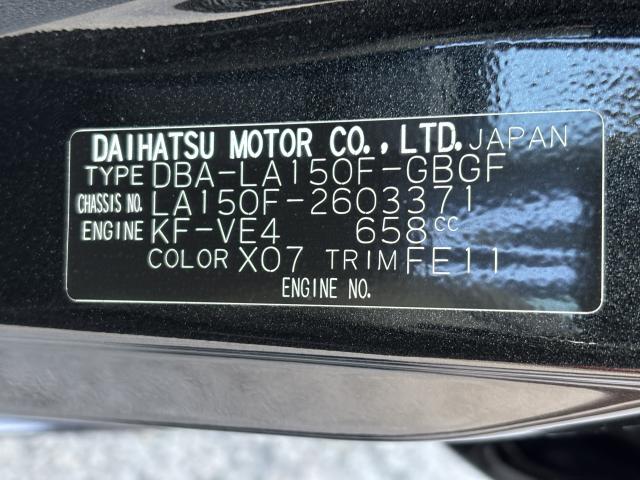 DAIHATSU MOTOR CO., LTD. JAPAN
TYPE DBA-LA150F-GBGF
CHASSIS NO. LA150F-2603371
ENGINE KF-VE4 658CC
COLOR X07 TRIM FE11
ENGINE NO.